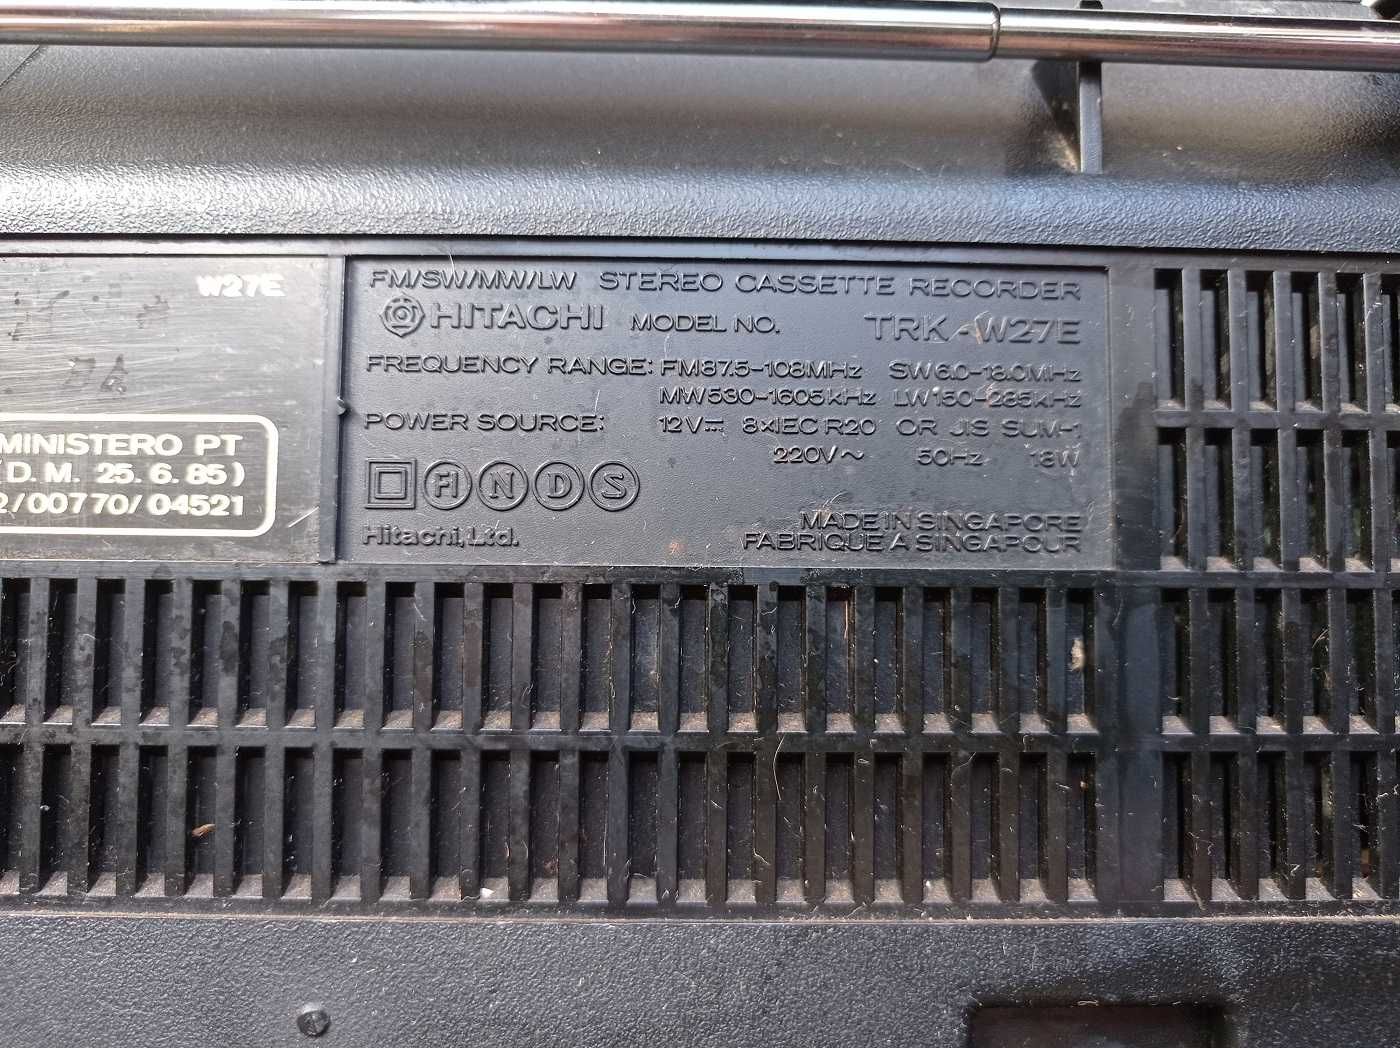 W27E
MINISTERO PT
(D.M. 25.6.85)
2/00770/04521
FM/SW/MW/LW STEREO CASSETTE RECORDER
HITACHI MODEL NO. TRK-W27E
FREQUENCY RANGE: FM87.5-108MHz SW6.0-18.0MHz
MW530-1605kHz LW150-285kHz
POWER SOURCE: 12V⎓ 8×IEC R20 OR JIS SUM-1
220V~ 50Hz 18W
FI N D S
Hitachi, Ltd.
MADE IN SINGAPORE
FABRIQUE A SINGAPOUR